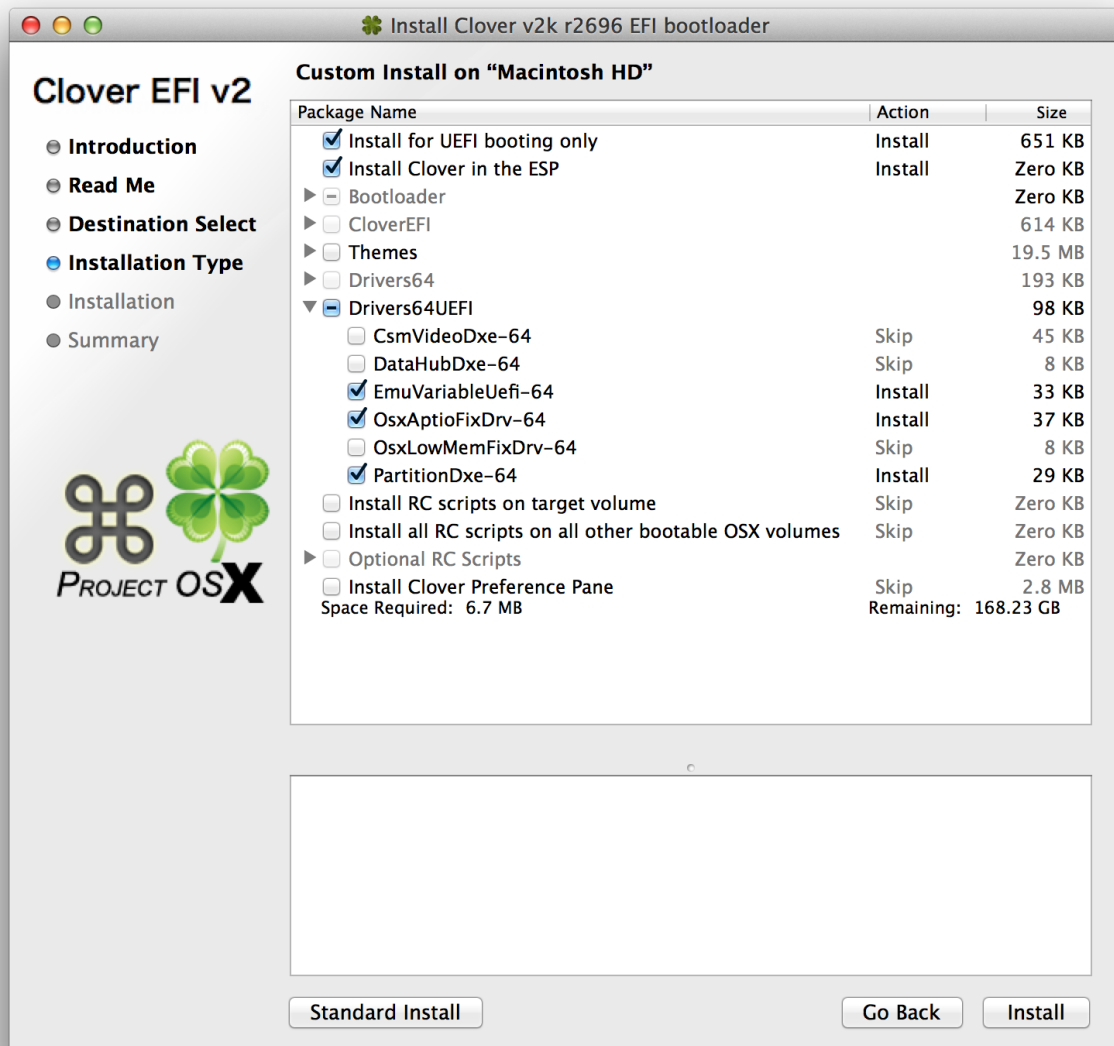 Install Clover v2k r2696 EFI bootloader
Clover EFI v2
Introduction
Read Me
Destination Select
Installation Type
Installation
Summary
PROJECT OSX
Custom Install on “Macintosh HD”
Package Name Action Size
Install for UEFI booting only Install 651 KB
Install Clover in the ESP Install Zero KB
Bootloader Zero KB
CloverEFI 614 KB
Themes 19.5 MB
Drivers64 193 KB
Drivers64UEFI 98 KB
CsmVideoDxe-64 Skip 45 KB
DataHubDxe-64 Skip 8 KB
EmuVariableUefi-64 Install 33 KB
OsxAptioFixDrv-64 Install 37 KB
OsxLowMemFixDrv-64 Skip 8 KB
PartitionDxe-64 Install 29 KB
Install RC scripts on target volume Skip Zero KB
Install all RC scripts on all other bootable OSX volumes Skip Zero KB
Optional RC Scripts Zero KB
Install Clover Preference Pane Skip 2.8 MB
Space Required: 6.7 MB Remaining: 168.23 GB
Standard Install Go Back Install